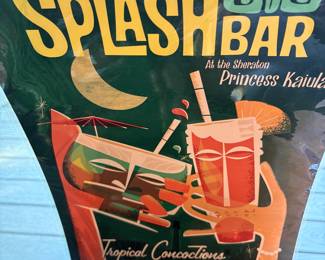 SPLASH
BAR
At the Sheraton
Princess Kaiula
Tropical Concoctions